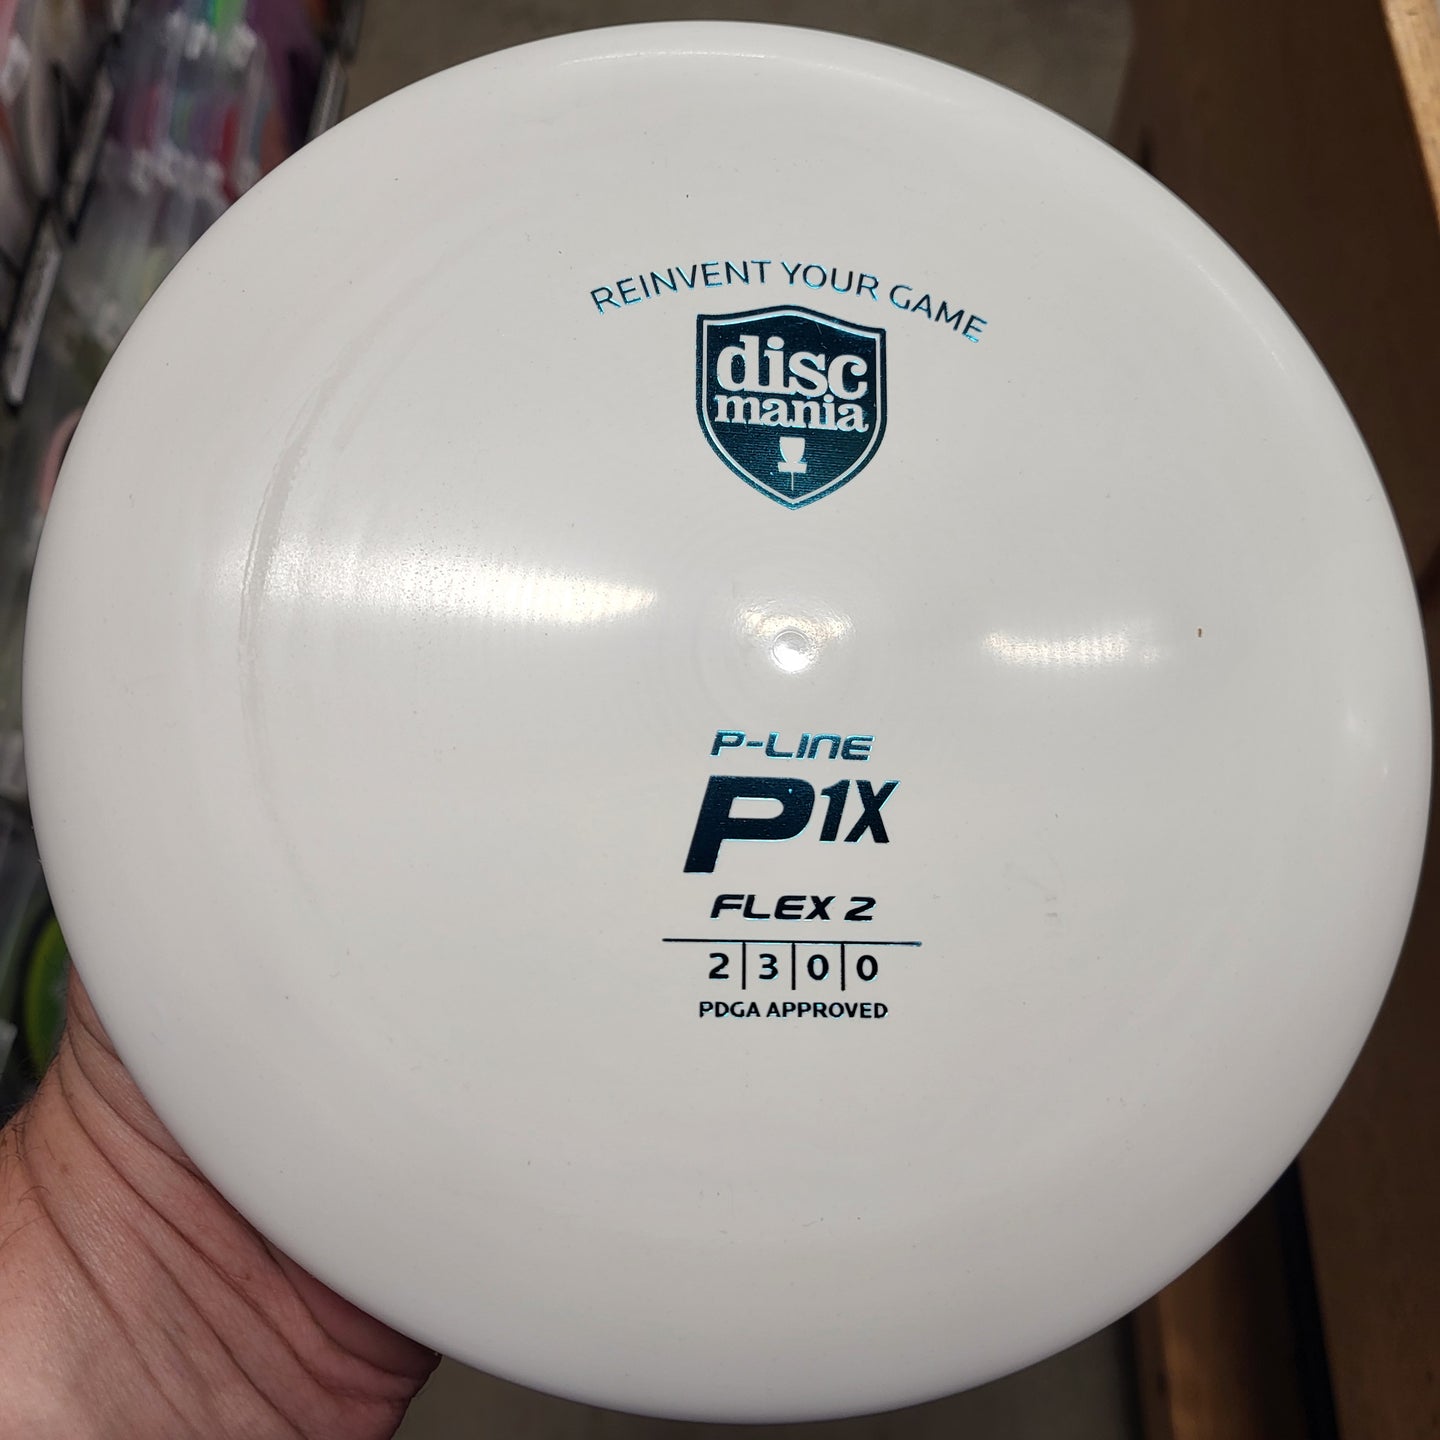 REINVENT YOUR GAME
disc
mania
P-LINE
P1X
FLEX 2
2|3|0|0
PDGA APPROVED